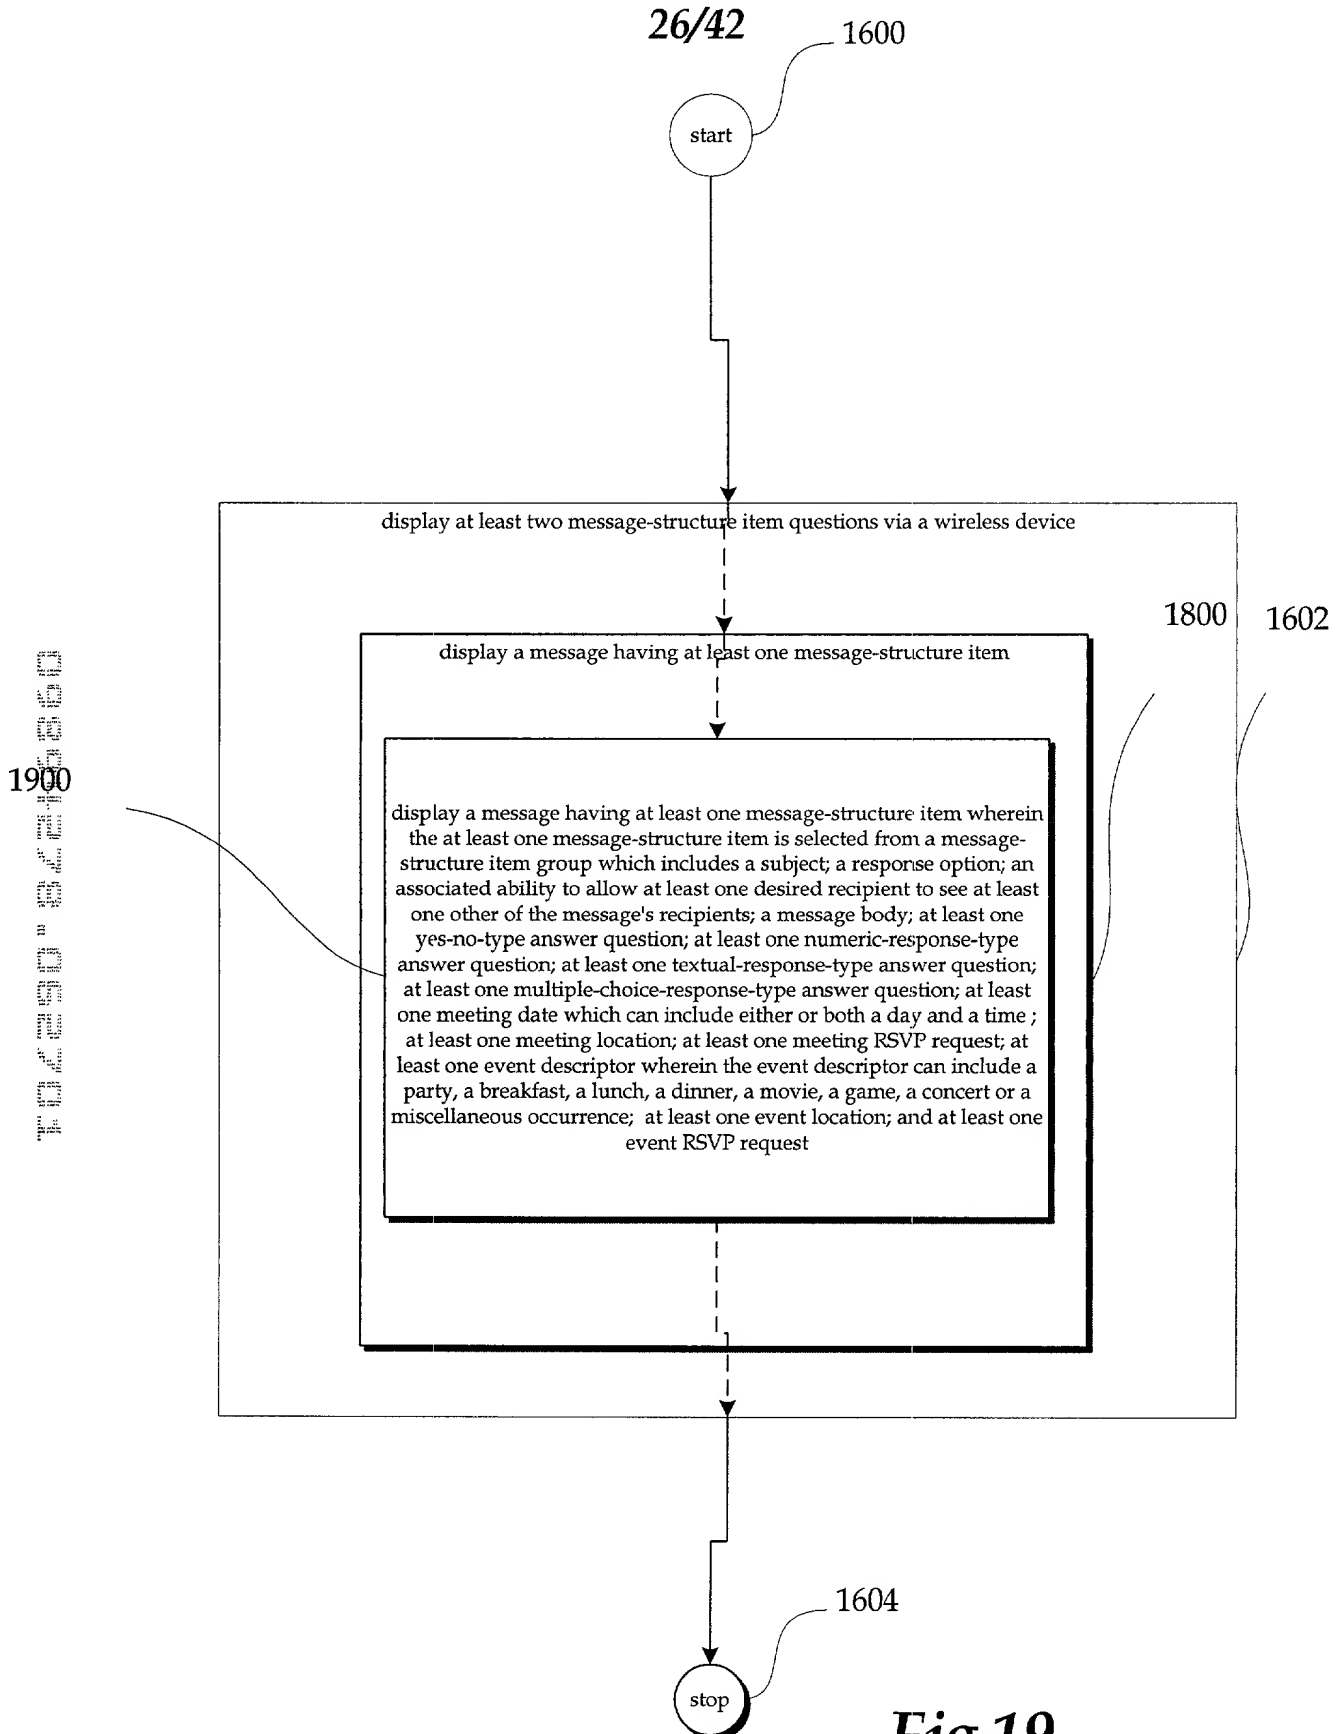 26/42
1600
start
display at least two message-structure item questions via a wireless device
1800
1602
display a message having at least one message-structure item
1900
display a message having at least one message-structure item wherein
the at least one message-structure item is selected from a message-
structure item group which includes a subject; a response option; an
associated ability to allow at least one desired recipient to see at least
one other of the message's recipients; a message body; at least one
yes-no-type answer question; at least one numeric-response-type
answer question; at least one textual-response-type answer question;
at least one multiple-choice-response-type answer question; at least
one meeting date which can include either or both a day and a time ;
at least one meeting location; at least one meeting RSVP request; at
least one event descriptor wherein the event descriptor can include a
party, a breakfast, a lunch, a dinner, a movie, a game, a concert or a
miscellaneous occurrence; at least one event location; and at least one
event RSVP request
1604
stop
Fig 19